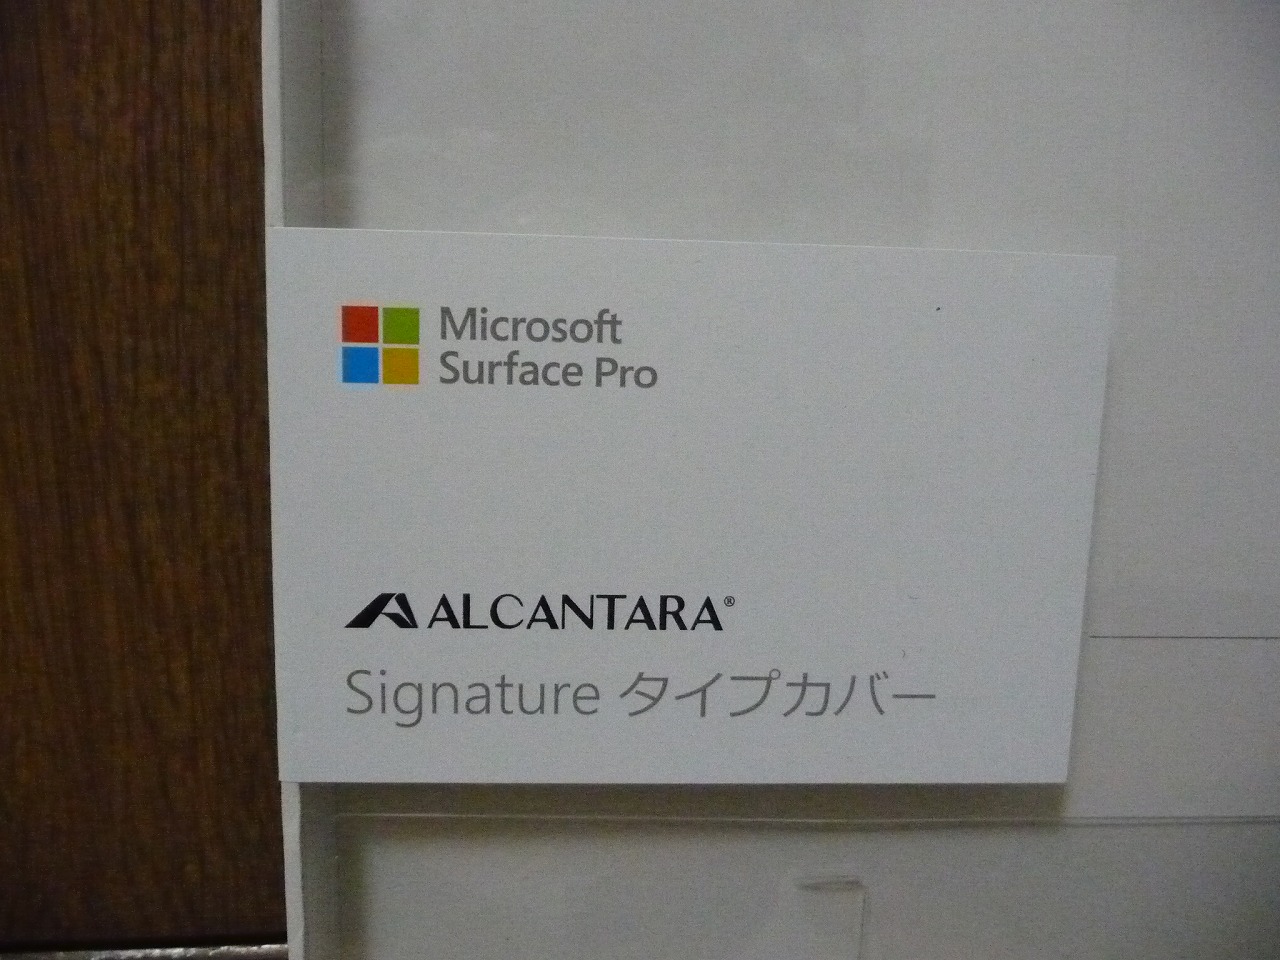 Microsoft
Surface Pro
ALCANTARA®
Signature タイプカバー